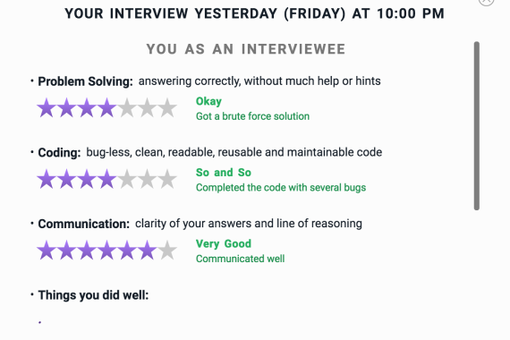 YOUR INTERVIEW YESTERDAY (FRIDAY) AT 10:00 PM
YOU AS AN INTERVIEWEE
• Problem Solving: answering correctly, without much help or hints
Okay
Got a brute force solution
• Coding: bug-less, clean, readable, reusable and maintainable code
So and So
Completed the code with several bugs
• Communication: clarity of your answers and line of reasoning
Very Good
Communicated well
• Things you did well:
•